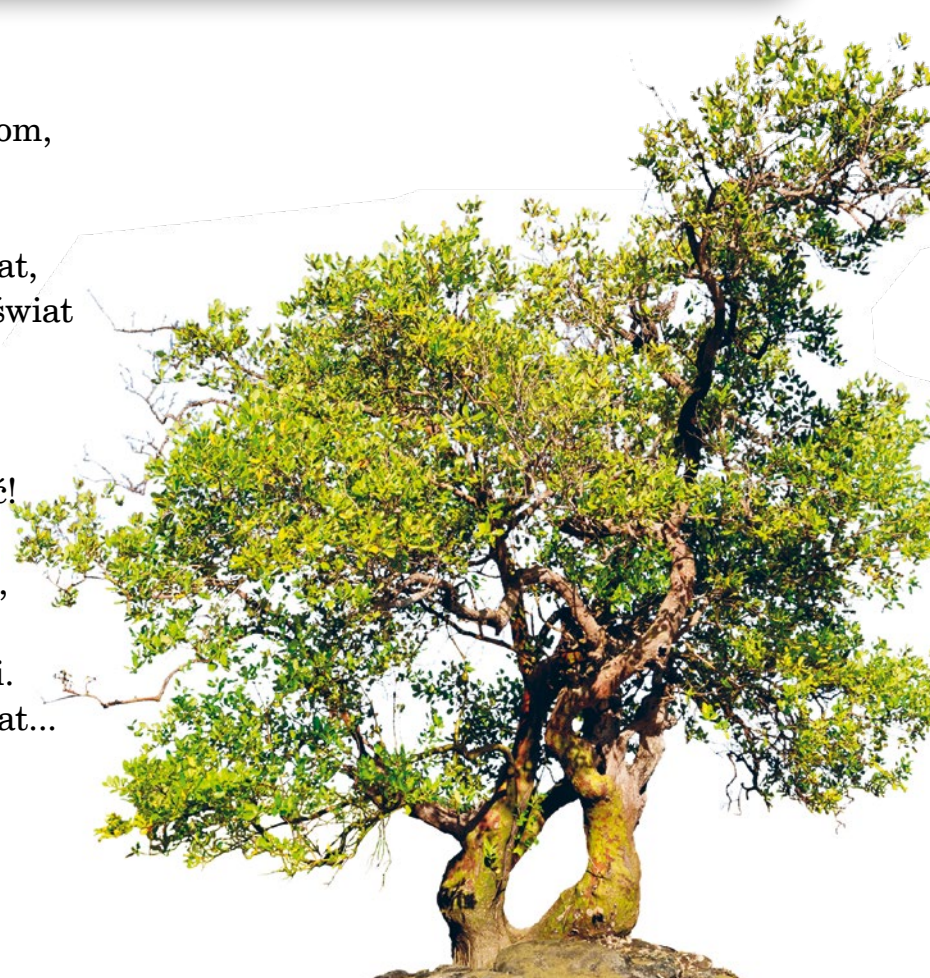 om,
at,
świat
ć!
,
i.
at...